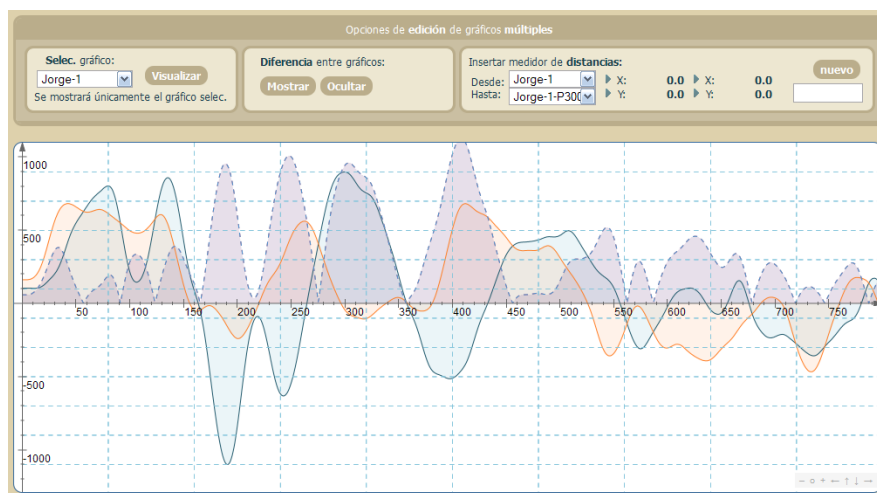 Opciones de edición de gráficos múltiples
Selec. gráfico:
Jorge-1
Visualizar
Se mostrará únicamente el gráfico selec.
Diferencia entre gráficos:
Mostrar Ocultar
Insertar medidor de distancias:
Desde: Jorge-1 X: 0.0 X: 0.0
Hasta: Jorge-1-P300 Y: 0.0 Y: 0.0
nuevo
1000
500
50 100 150 200 250 300 350 400 450 500 550 600 650 700 750
-500
-1000